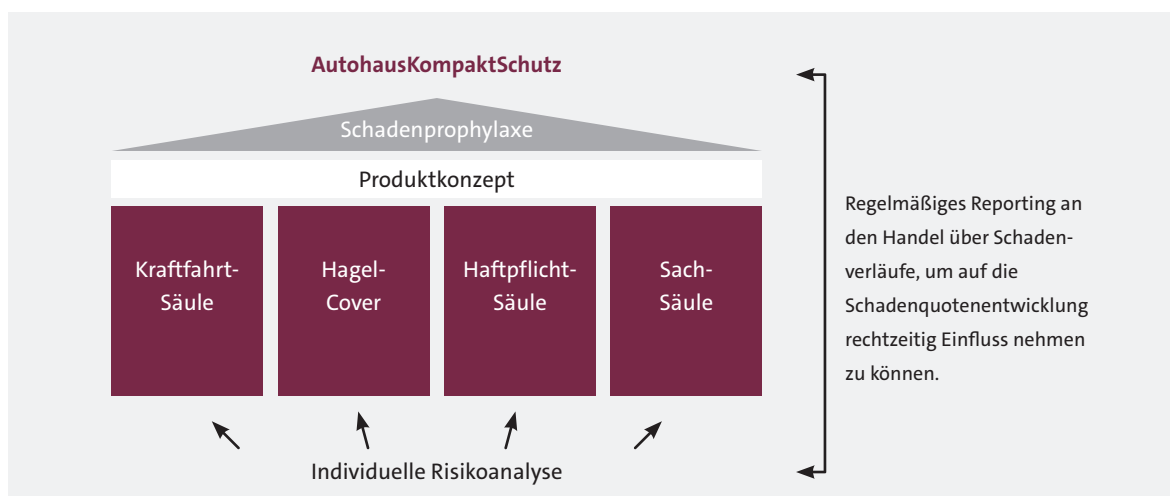 AutohausKompaktSchutz
Schadenprophylaxe
Produktkonzept
Kraftfahrt-
Säule
Hagel-
Cover
Haftpflicht-
Säule
Sach-
Säule
Individuelle Risikoanalyse
Regelmäßiges Reporting an
den Handel über Schaden-
verläufe, um auf die
Schadenquotenentwicklung
rechtzeitig Einfluss nehmen
zu können.